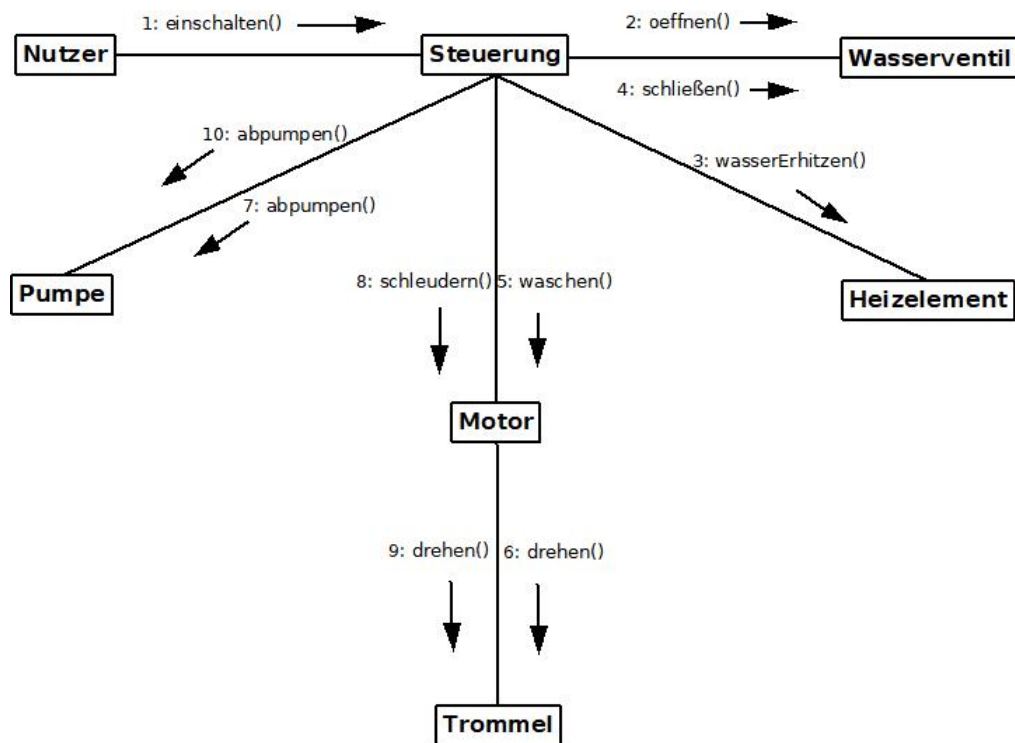 1: einschalten()
2: oeffnen()
Nutzer
Steuerung
Wasserventil
4: schließen()
10: abpumpen()
3: wasserErhitzen()
7: abpumpen()
Pumpe
8: schleudern()
5: waschen()
Heizelement
Motor
9: drehen()
6: drehen()
Trommel